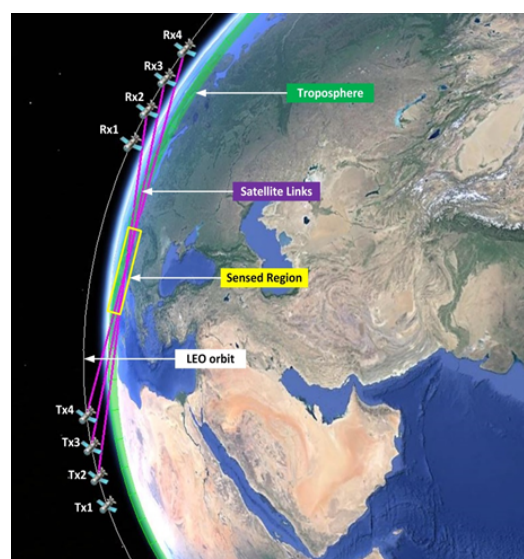 Rx4
Rx3
Rx2
Rx1
Troposphere
Satellite Links
Sensed Region
LEO orbit
Tx4
Tx3
Tx2
Tx1